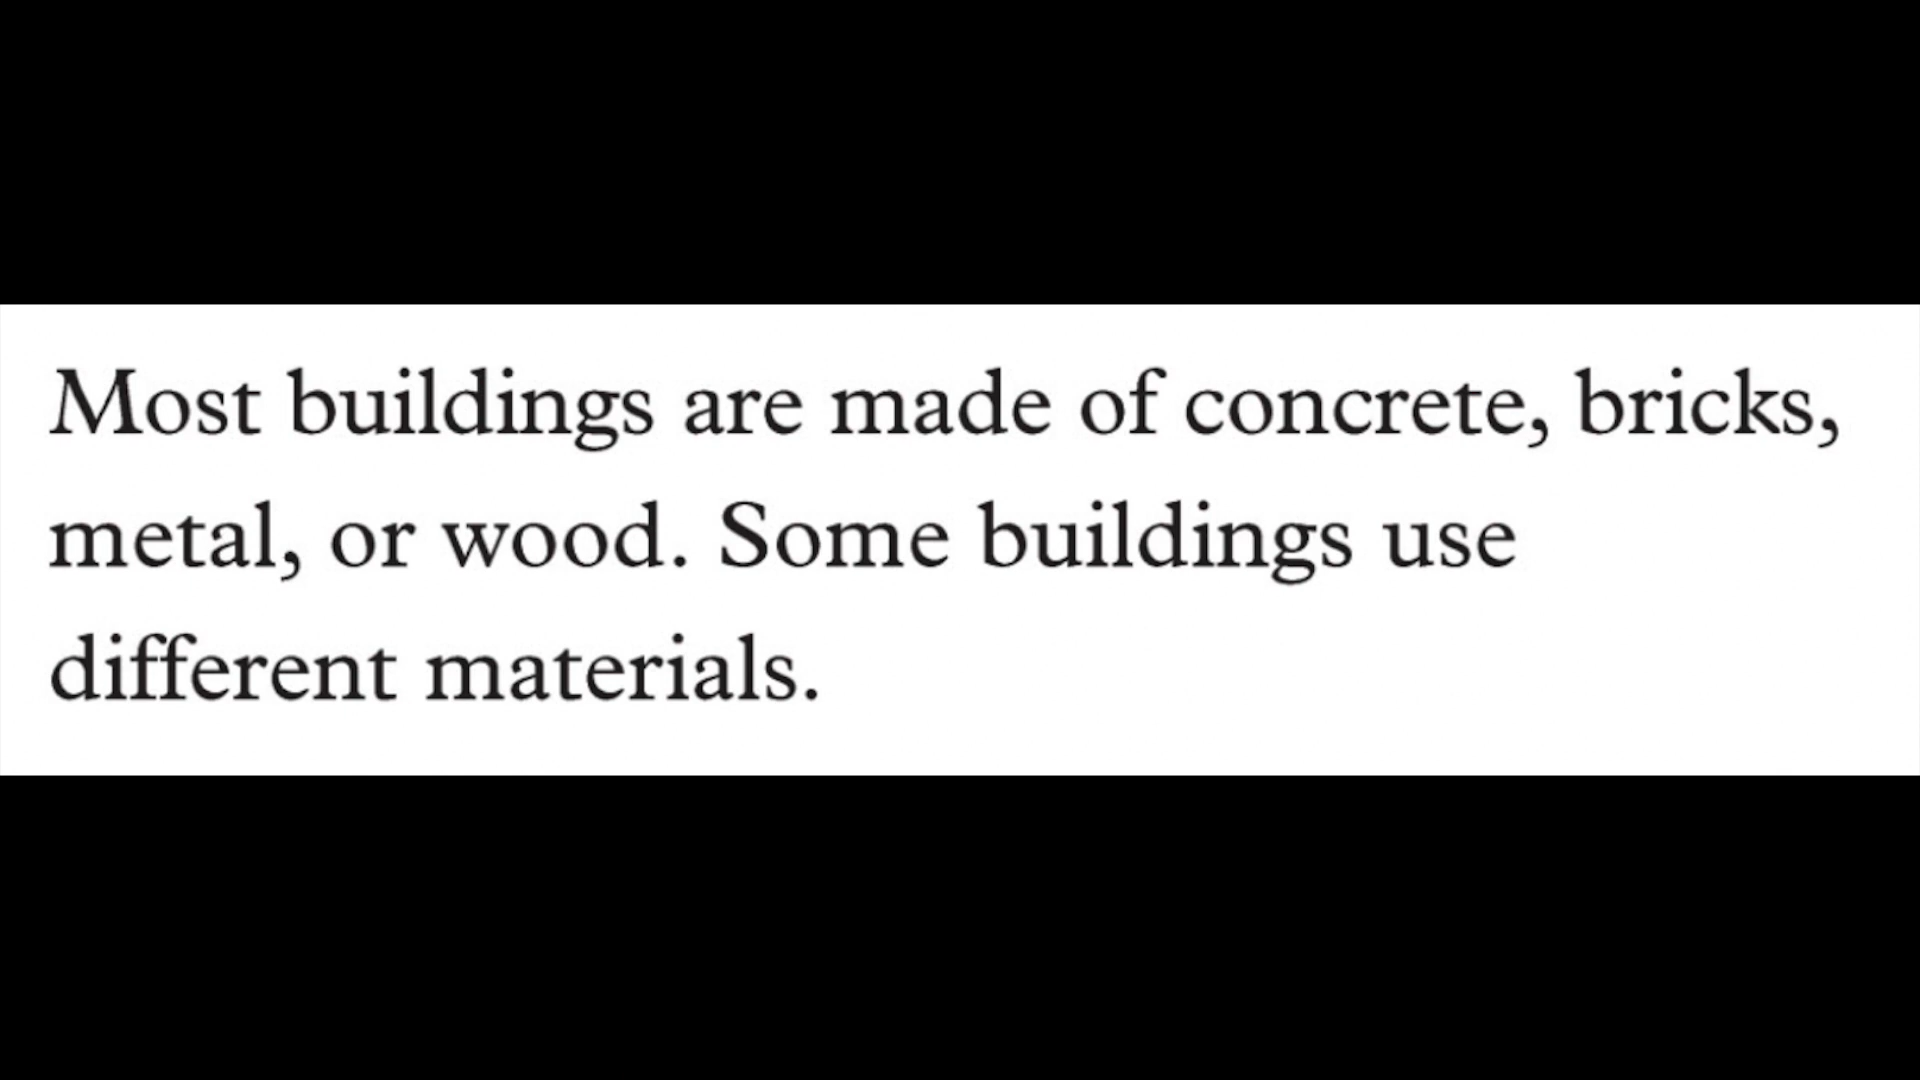 Most buildings are made of concrete, bricks,
metal, or wood. Some buildings use
different materials.